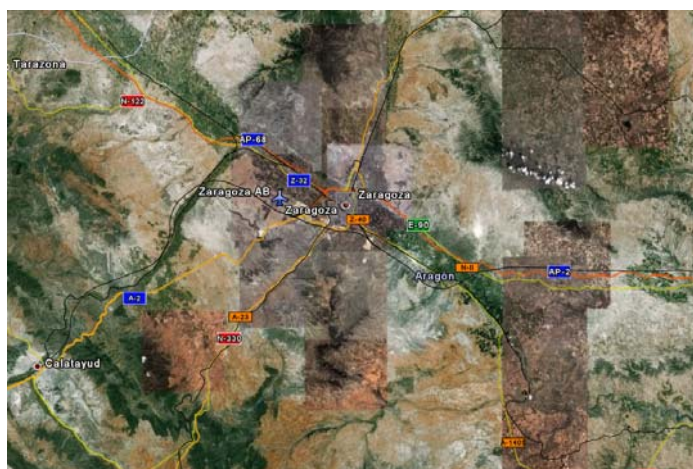 Tarazona
N-122
AP-68
Z-32
Zaragoza AB
Zaragoza
Zaragoza
Z-40
E-90
Aragón
N-II
AP-2
A-2
A-23
N-330
Calatayud
A-140